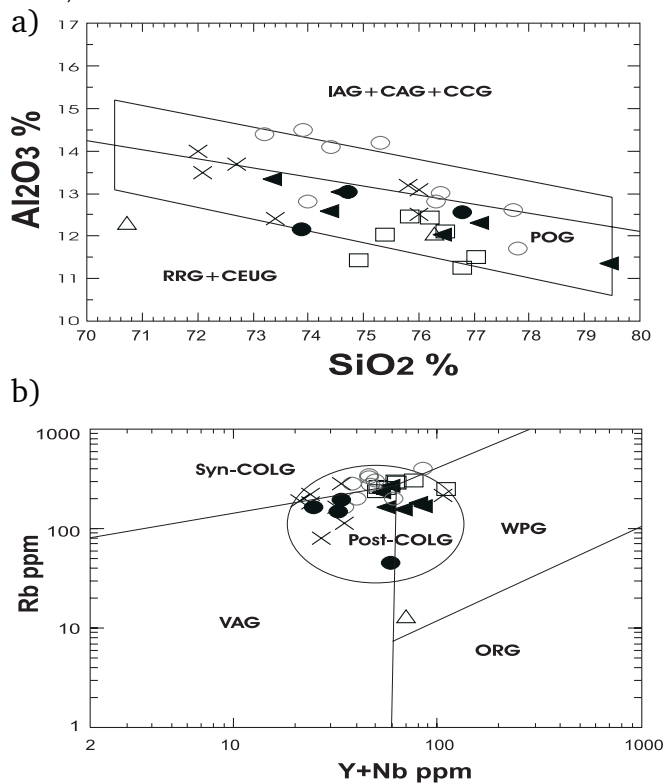 a)
17
16
15
14
13
12
11
10
Al2O3 %
IAG+CAG+CCG
POG
RRG+CEUG
70 71 72 73 74 75 76 77 78 79 80
SiO2 %
b)
1000
100
10
1
Rb ppm
Syn-COLG
WPG
Post-COLG
VAG
ORG
2 10 100 1000
Y+Nb ppm